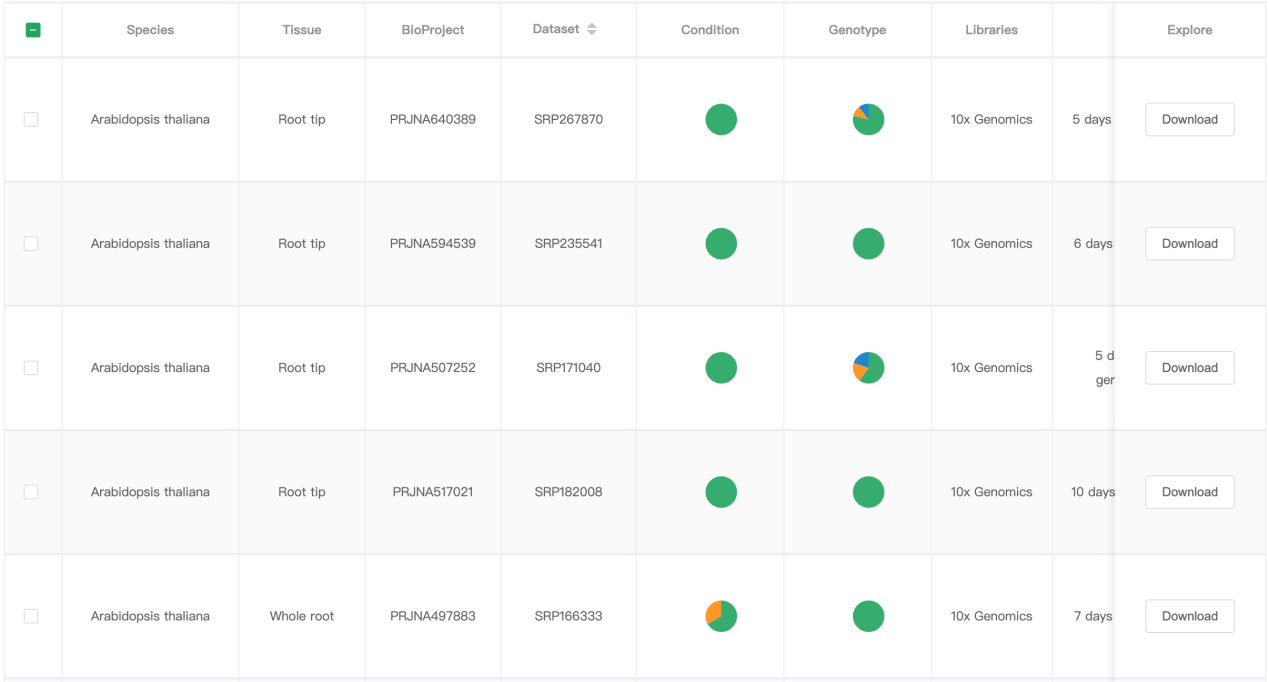 Species Tissue BioProject Dataset Condition Genotype Libraries Explore
Arabidopsis thaliana Root tip PRJNA640389 SRP267870 10x Genomics 5 days Download
Arabidopsis thaliana Root tip PRJNA594539 SRP235541 10x Genomics 6 days Download
Arabidopsis thaliana Root tip PRJNA507252 SRP171040 10x Genomics 5 d Download
ger
Arabidopsis thaliana Root tip PRJNA517021 SRP182008 10x Genomics 10 days Download
Arabidopsis thaliana Whole root PRJNA497883 SRP166333 10x Genomics 7 days Download